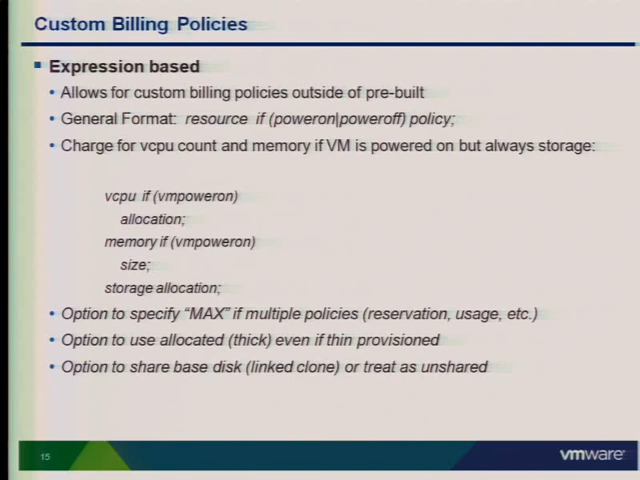 Custom Billing Policies
Expression based
Allows for custom billing policies outside of pre-built
General Format: resource if (poweron|poweroff) policy;
Charge for vcpu count and memory if VM is powered on but always storage:
vcpu if (vmpoweron)
allocation;
memory if (vmpoweron)
size;
storage allocation;
Option to specify “MAX” if multiple policies (reservation, usage, etc.)
Option to use allocated (thick) even if thin provisioned
Option to share base disk (linked clone) or treat as unshared
15
vmware